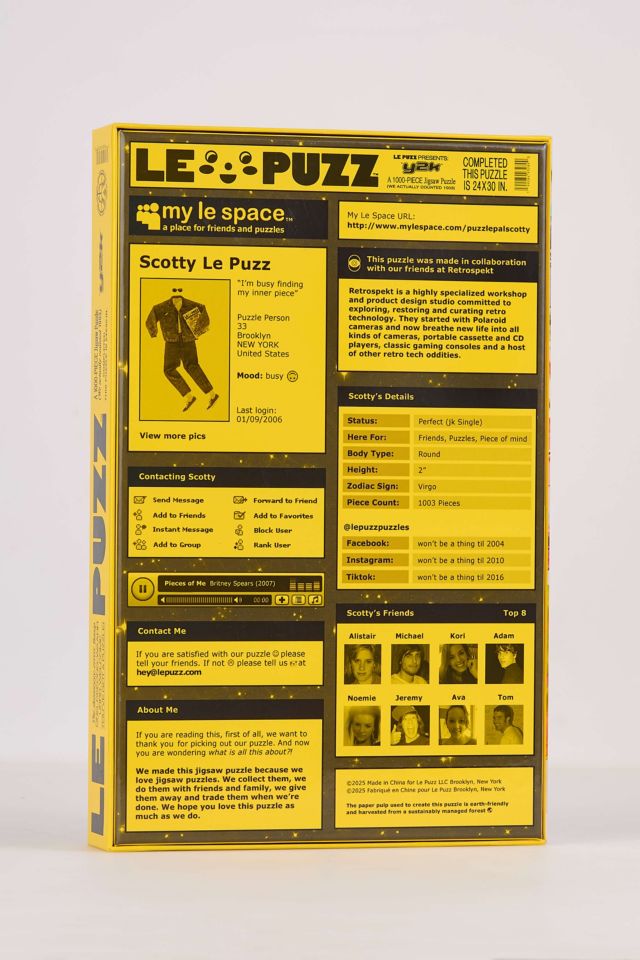 LE PUZZ™
LE PUZZ PRESENTS:
y2k
A 1000-PIECE Jigsaw Puzzle
(WE ACTUALLY COUNTED 1003)
COMPLETED
THIS PUZZLE
IS 24X30 IN.
my le space™
a place for friends and puzzles
My Le Space URL:
http://www.mylespace.com/puzzlepalscotty
Scotty Le Puzz
"I'm busy finding
my inner piece"
Puzzle Person
33
Brooklyn
NEW YORK
United States
Mood: busy
Last login:
01/09/2006
View more pics
This puzzle was made in collaboration
with our friends at Retrospekt
Retrospekt is a highly specialized workshop
and product design studio committed to
exploring, restoring and curating retro
technology. They started with Polaroid
cameras and now breathe new life into all
kinds of cameras, portable cassette and CD
players, classic gaming consoles and a host
of other retro tech oddities.
Contacting Scotty
Send Message Forward to Friend
Add to Friends Add to Favorites
Instant Message Block User
Add to Group Rank User
Scotty's Details
Status: Perfect (jk Single)
Here For: Friends, Puzzles, Piece of mind
Body Type: Round
Height: 2"
Zodiac Sign: Virgo
Piece Count: 1003 Pieces
@lepuzzpuzzles
Facebook: won't be a thing til 2004
Instagram: won't be a thing til 2010
Tiktok: won't be a thing til 2016
Pieces of Me Britney Spears (2007)
00:00
Contact Me
If you are satisfied with our puzzle ☺ please
tell your friends. If not ☹ please tell us ☞ at
hey@lepuzz.com
About Me
If you are reading this, first of all, we want to
thank you for picking out our puzzle. And now
you are wondering what is all this about?!
We made this jigsaw puzzle because we
love jigsaw puzzles. We collect them, we
do them with friends and family, we give
them away and trade them when we're
done. We hope you love this puzzle as
much as we do.
Scotty's Friends Top 8
Alistair Michael Kori Adam
Noemie Jeremy Ava Tom
©2025 Made in China for Le Puzz LLC Brooklyn, New York
©2025 Fabriqué en Chine pour Le Puzz Brooklyn, New York
The paper pulp used to create this puzzle is earth-friendly
and harvested from a sustainably managed forest
y2k
A 1000-PIECE Jigsaw Puzzle
LE PUZZ